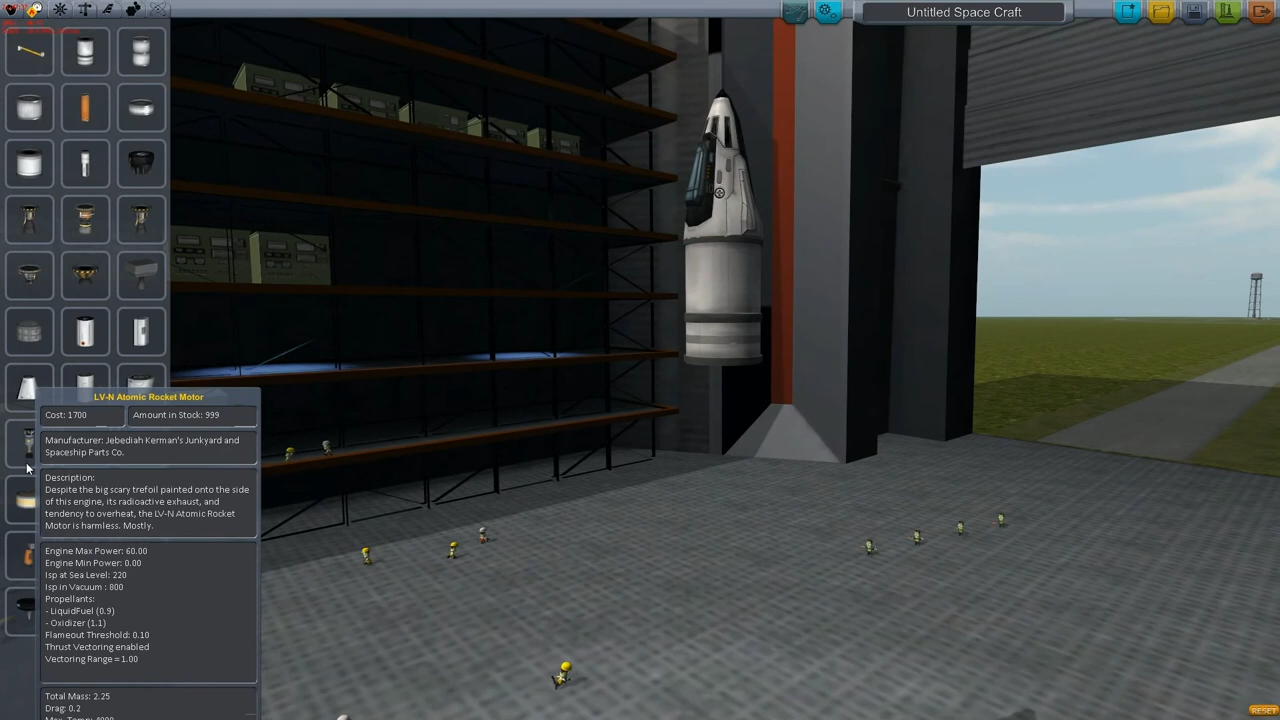 Untitled Space Craft
LV-N Atomic Rocket Motor
Cost: 1700
Amount in Stock: 999
Manufacturer: Jebediah Kerman's Junkyard and
Spaceship Parts Co.
Description:
Despite the big scary trefoil painted onto the side
of this engine, its radioactive exhaust, and
tendency to overheat, the LV-N Atomic Rocket
Motor is harmless. Mostly.
Engine Max Power: 60.00
Engine Min Power: 0.00
Isp at Sea Level: 220
Isp in Vacuum : 800
Propellants:
- LiquidFuel (0.9)
- Oxidizer (1.1)
Flameout Threshold: 0.10
Thrust Vectoring enabled
Vectoring Range = 1.00
Total Mass: 2.25
Drag: 0.2
RESET